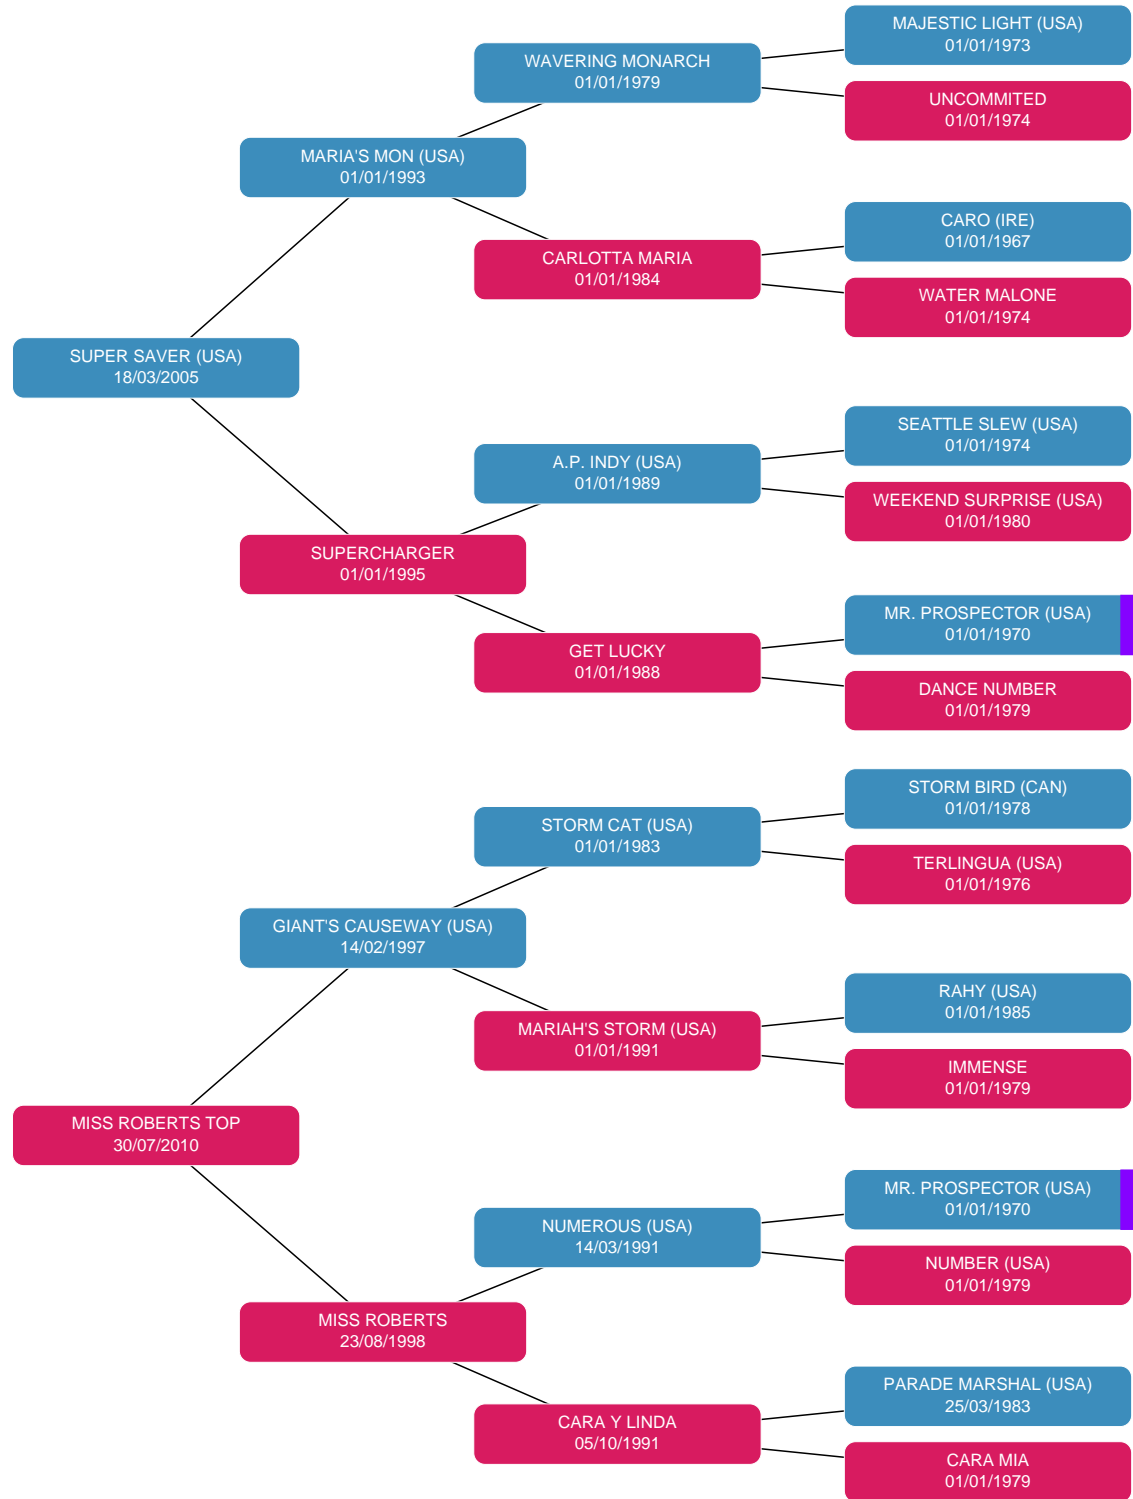 MAJESTIC LIGHT (USA)
01/01/1973
WAVERING MONARCH
01/01/1979
UNCOMMITED
01/01/1974
MARIA'S MON (USA)
01/01/1993
CARO (IRE)
01/01/1967
CARLOTTA MARIA
01/01/1984
WATER MALONE
01/01/1974
SUPER SAVER (USA)
18/03/2005
SEATTLE SLEW (USA)
01/01/1974
A.P. INDY (USA)
01/01/1989
WEEKEND SURPRISE (USA)
01/01/1980
SUPERCHARGER
01/01/1995
MR. PROSPECTOR (USA)
01/01/1970
GET LUCKY
01/01/1988
DANCE NUMBER
01/01/1979
STORM BIRD (CAN)
01/01/1978
STORM CAT (USA)
01/01/1983
TERLINGUA (USA)
01/01/1976
GIANT'S CAUSEWAY (USA)
14/02/1997
RAHY (USA)
01/01/1985
MARIAH'S STORM (USA)
01/01/1991
IMMENSE
01/01/1979
MISS ROBERTS TOP
30/07/2010
MR. PROSPECTOR (USA)
01/01/1970
NUMEROUS (USA)
14/03/1991
NUMBER (USA)
01/01/1979
MISS ROBERTS
23/08/1998
PARADE MARSHAL (USA)
25/03/1983
CARA Y LINDA
05/10/1991
CARA MIA
01/01/1979